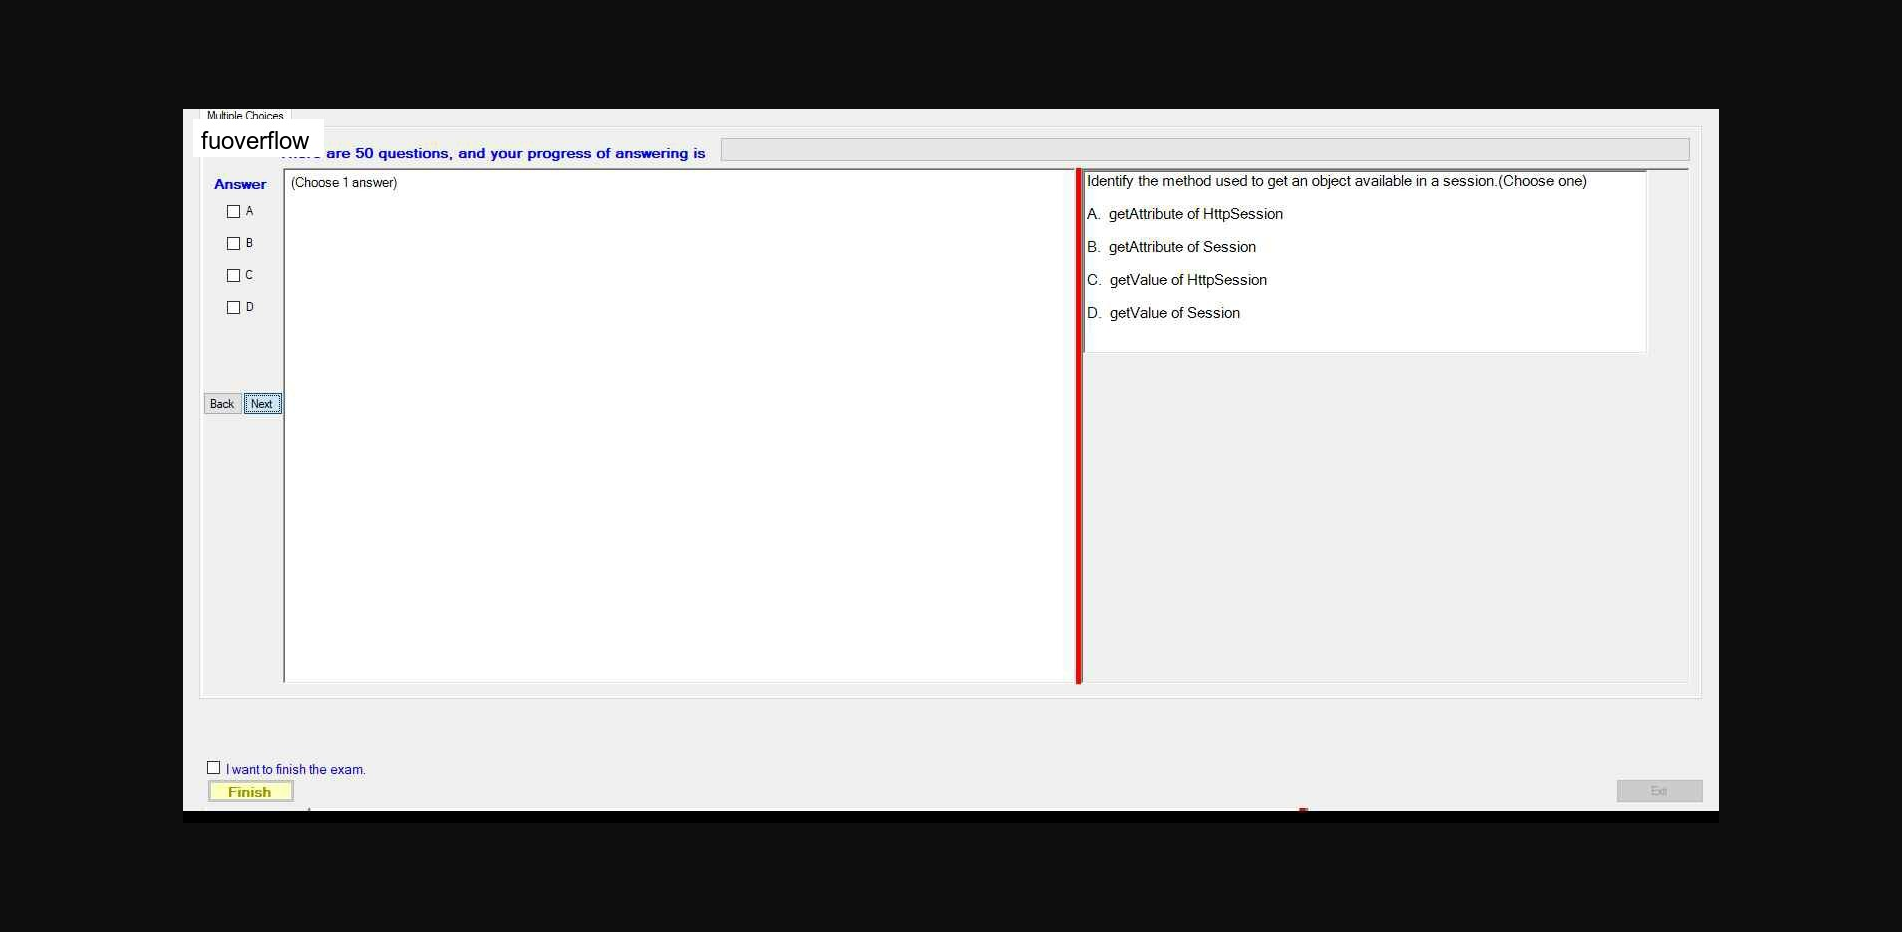 Multiple Choices
fuoverflow
are 50 questions, and your progress of answering is
Answer
(Choose 1 answer)
A
B
C
D
Back
Next
Identify the method used to get an object available in a session.(Choose one)
A. getAttribute of HttpSession
B. getAttribute of Session
C. getValue of HttpSession
D. getValue of Session
I want to finish the exam.
Finish
Exit